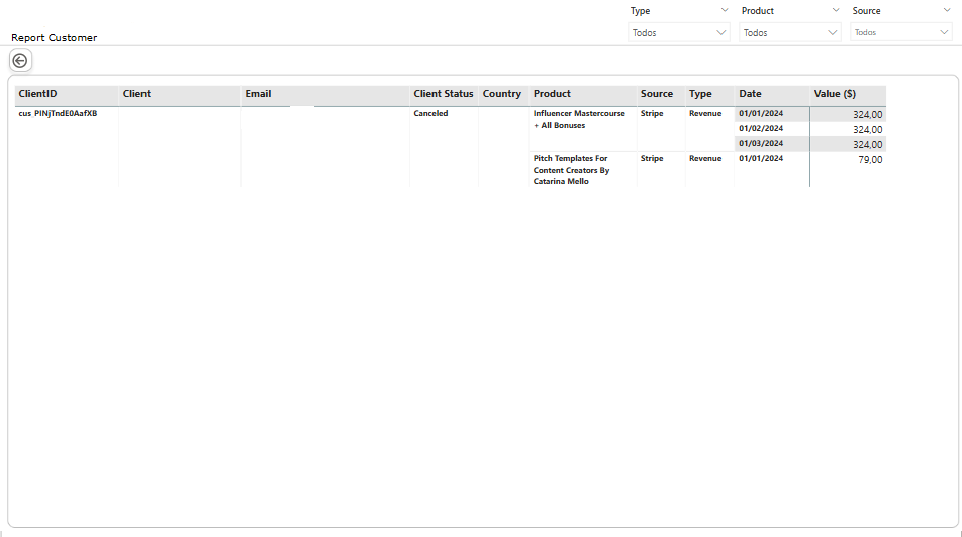 Type Product Source
Report Customer
Todos Todos Todos
ClientID Client Email Client Status Country Product Source Type Date Value ($)
cus_PINjTndE0AafXB Canceled Influencer Mastercourse Stripe Revenue 01/01/2024 324,00
+ All Bonuses 01/02/2024 324,00
01/03/2024 324,00
Pitch Templates For Stripe Revenue 01/01/2024 79,00
Content Creators By
Catarina Mello